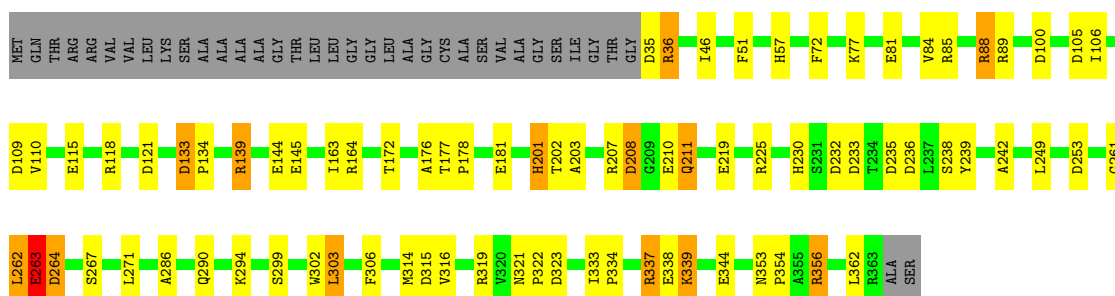 MET GLN THR ARG ARG VAL VAL LEU LYS SER ALA ALA ALA ALA GLY THR LEU LEU GLY GLY LEU ALA GLY CYS ALA SER VAL ALA GLY SER ILE GLY THR GLY D35 R36 I46 F51 H57 F72 K77 E81 V84 R85 R88 R89 D100 D105 I106
D109 V110 E115 R118 D121 D133 P134 R139 E144 E145 I163 R164 T172 A176 T177 P178 E181 H201 T202 A203 R207 D208 G209 E210 Q211 E219 R225 H230 S231 D232 D233 T234 D235 D236 L237 S238 Y239 A242 L249 D253 G261
L262 E263 D264 S267 L271 A286 Q290 K294 S299 W302 L303 F306 M314 D315 V316 R319 V320 N321 P322 D323 I333 P334 R337 E338 K339 E344 N353 P354 A355 R356 L362 R363 ALA SER